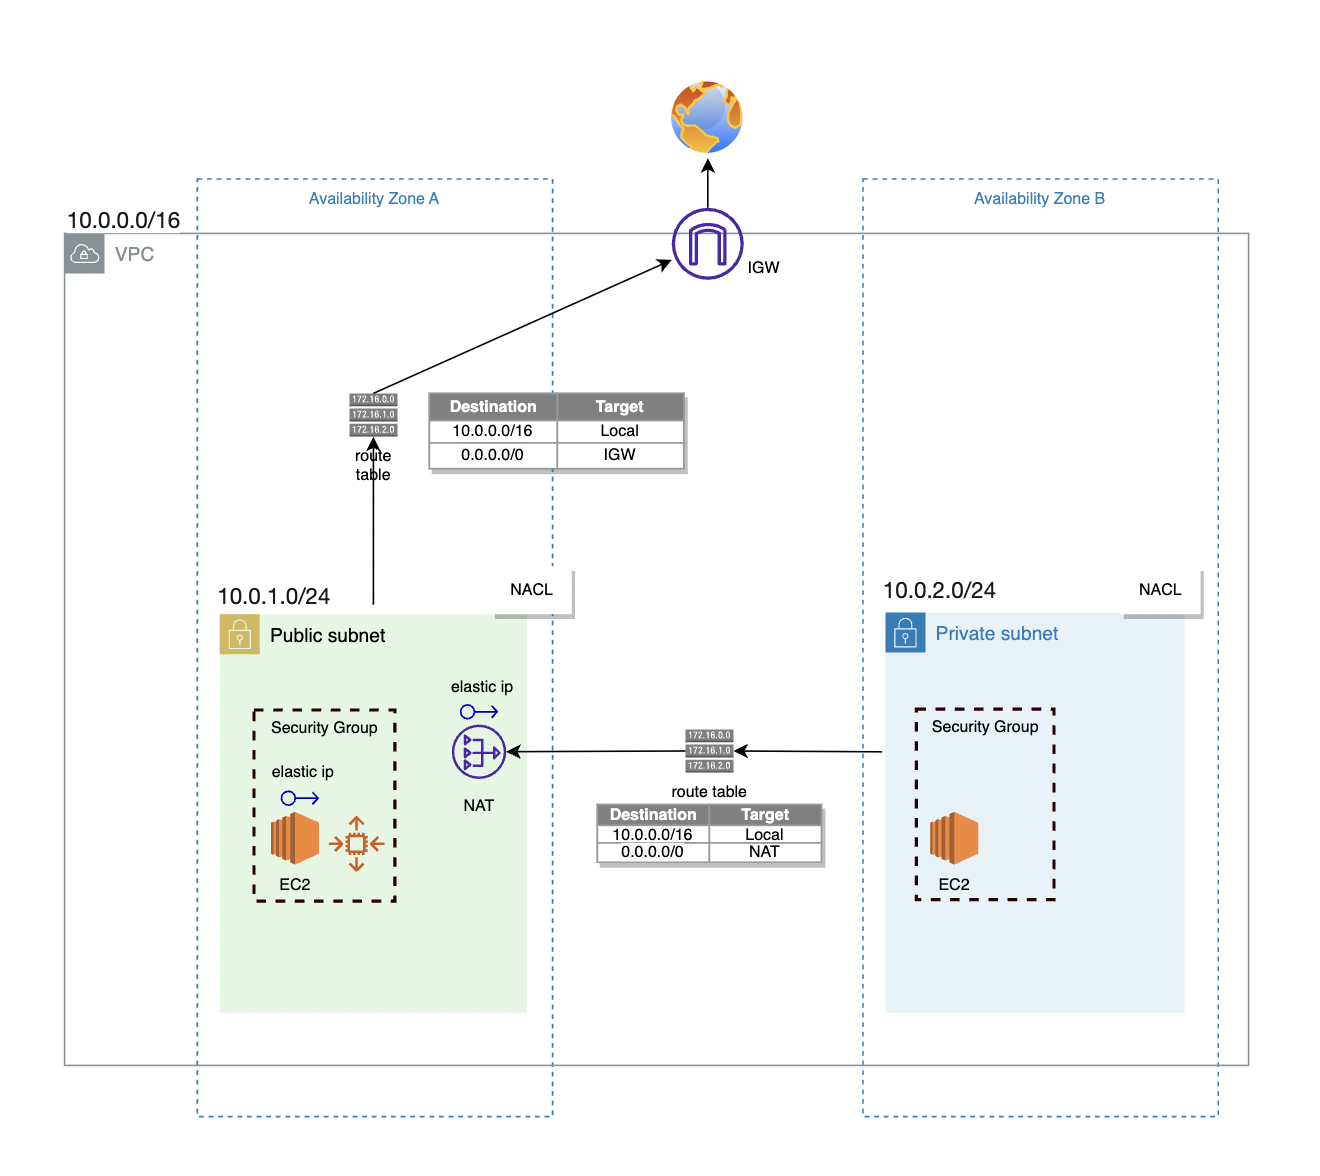 Availability Zone A
Availability Zone B
10.0.0.0/16
VPC
IGW
172.16.0.0
172.16.1.0
172.16.2.0
route
table
Destination Target
10.0.0.0/16 Local
0.0.0.0/0 IGW
10.0.1.0/24
NACL
Public subnet
elastic ip
NAT
Security Group
elastic ip
EC2
172.16.0.0
172.16.1.0
172.16.2.0
route table
Destination Target
10.0.0.0/16 Local
0.0.0.0/0 NAT
10.0.2.0/24
NACL
Private subnet
Security Group
EC2